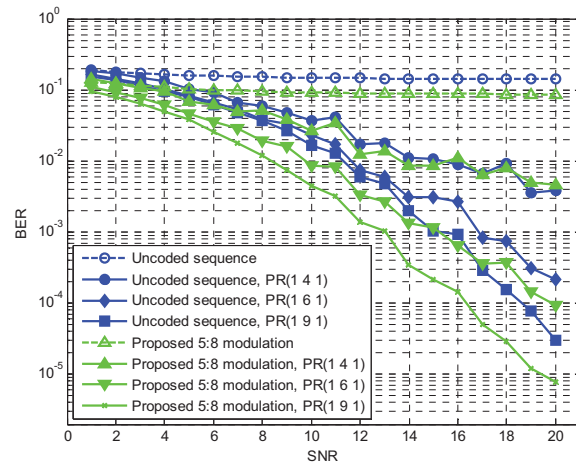 10^0
10^-1
10^-2
10^-3
10^-4
10^-5
BER
Uncoded sequence
Uncoded sequence, PR(1 4 1)
Uncoded sequence, PR(1 6 1)
Uncoded sequence, PR(1 9 1)
Proposed 5:8 modulation
Proposed 5:8 modulation, PR(1 4 1)
Proposed 5:8 modulation, PR(1 6 1)
Proposed 5:8 modulation, PR(1 9 1)
0 2 4 6 8 10 12 14 16 18 20
SNR